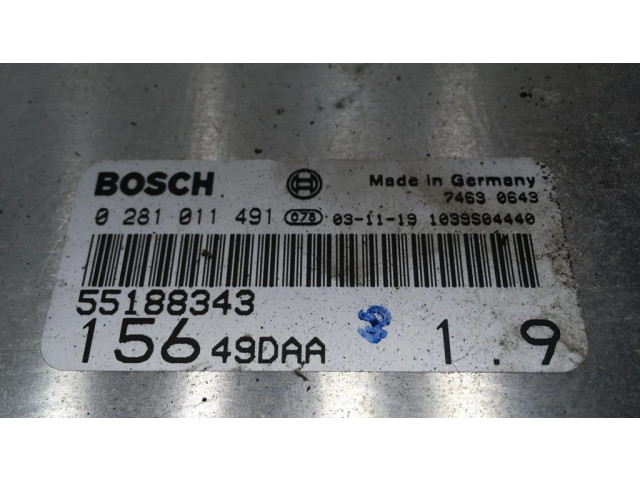 BOSCH Made in Germany
7463 0643
0 281 011 491 078 03-11-19 1039S04440
55188343
156 49DAA 3 1.9